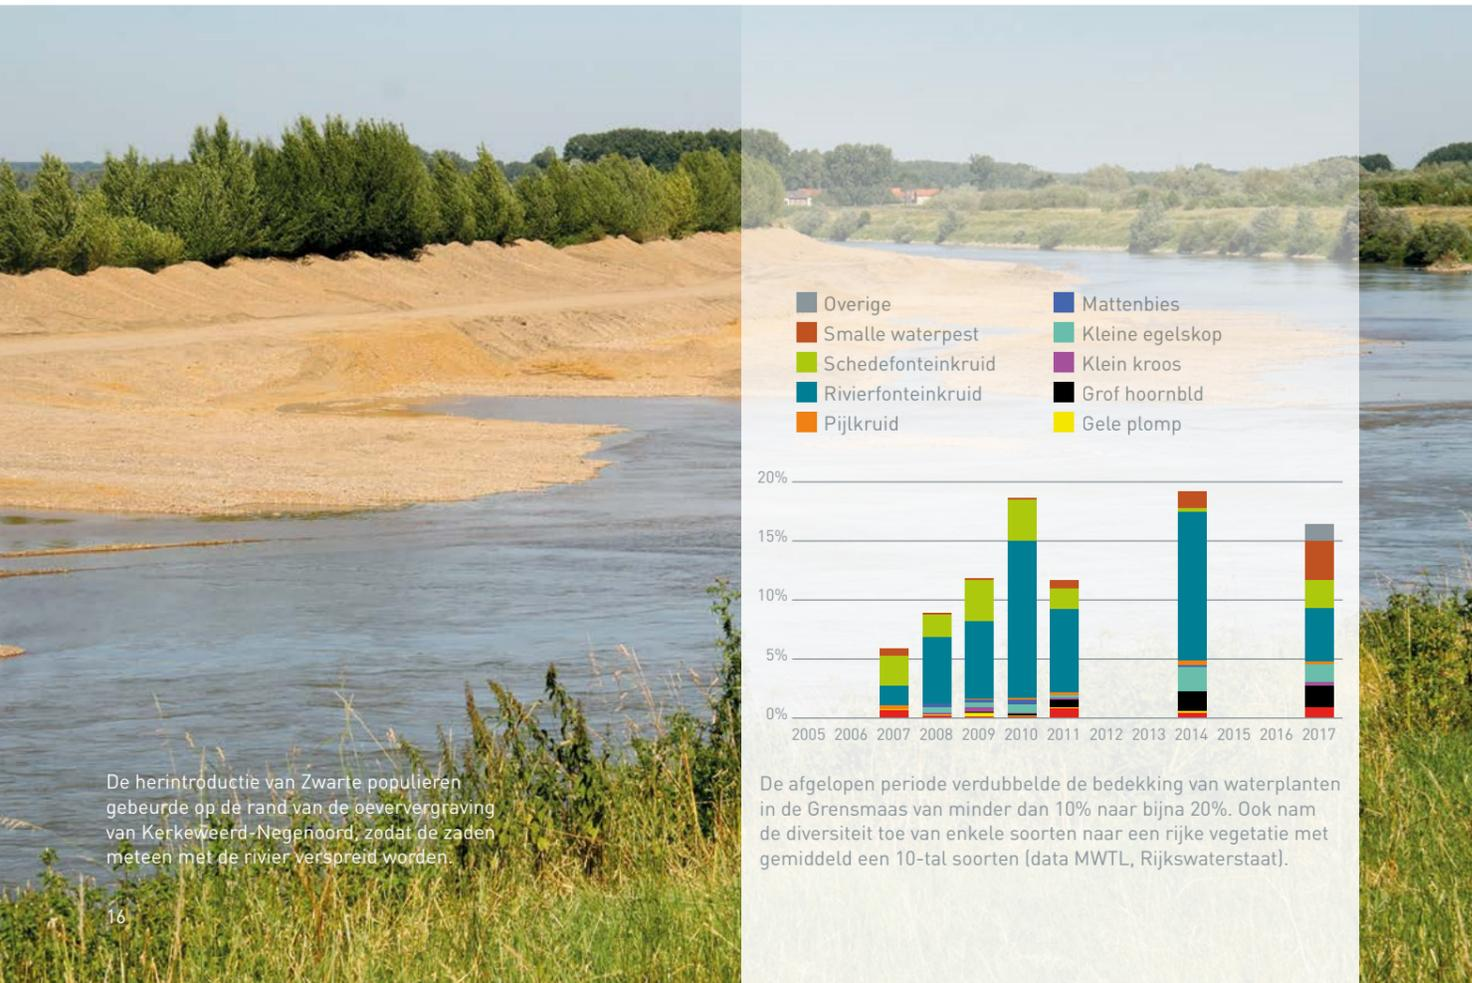 Overige
Smalle waterpest
Schedefonteinkruid
Rivierfonteinkruid
Pijlkruid
Mattenbies
Kleine egelskop
Klein kroos
Grof hoornbld
Gele plomp
20%
15%
10%
5%
0%
2005 2006 2007 2008 2009 2010 2011 2012 2013 2014 2015 2016 2017
De herintroductie van Zwarte populieren
gebeurde op de rand van de oeververgraving
van Kerkeweerd-Negenoord, zodat de zaden
meteen met de rivier verspreid worden.
16
De afgelopen periode verdubbelde de bedekking van waterplanten
in de Grensmaas van minder dan 10% naar bijna 20%. Ook nam
de diversiteit toe van enkele soorten naar een rijke vegetatie met
gemiddeld een 10-tal soorten (data MWTL, Rijkswaterstaat).